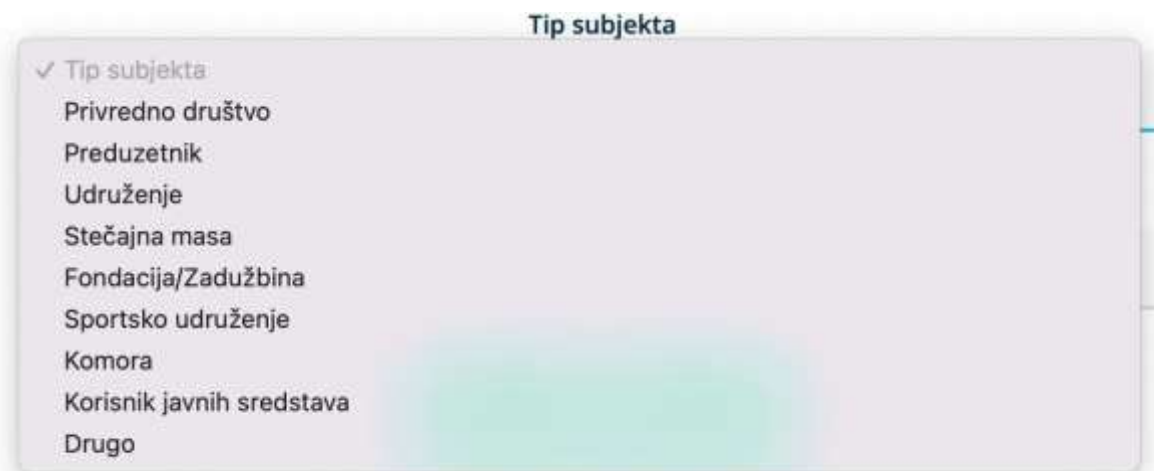 Tip subjekta
✓ Tip subjekta
Privredno društvo
Preduzetnik
Udruženje
Stečajna masa
Fondacija/Zadužbina
Sportsko udruženje
Komora
Korisnik javnih sredstava
Drugo